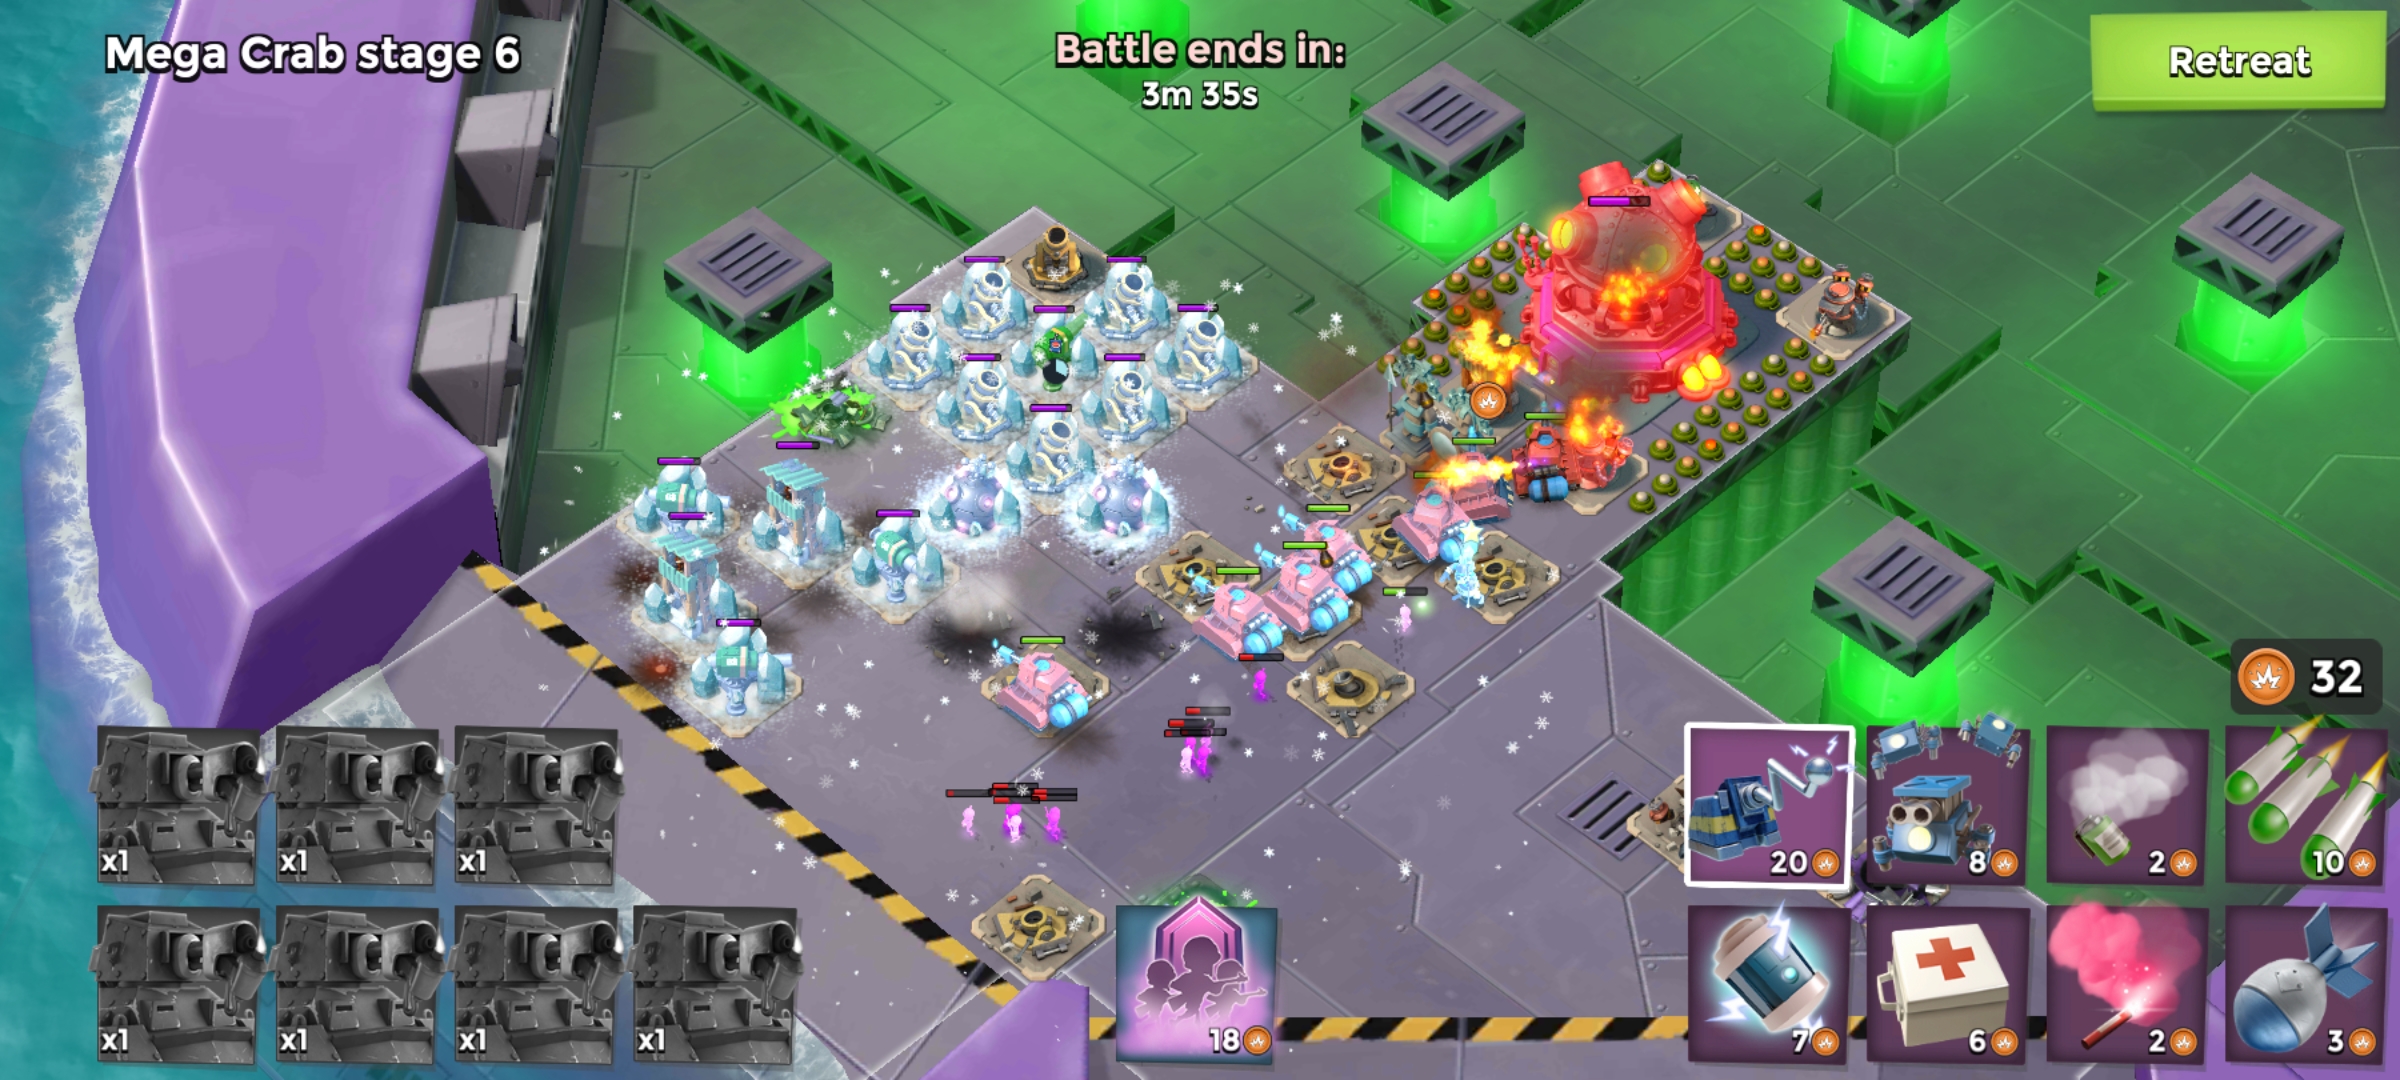 Mega Crab stage 6
Battle ends in:
3m 35s
Retreat
32
x1
x1
x1
20
8
2
10
x1
x1
x1
x1
18
7
6
2
3